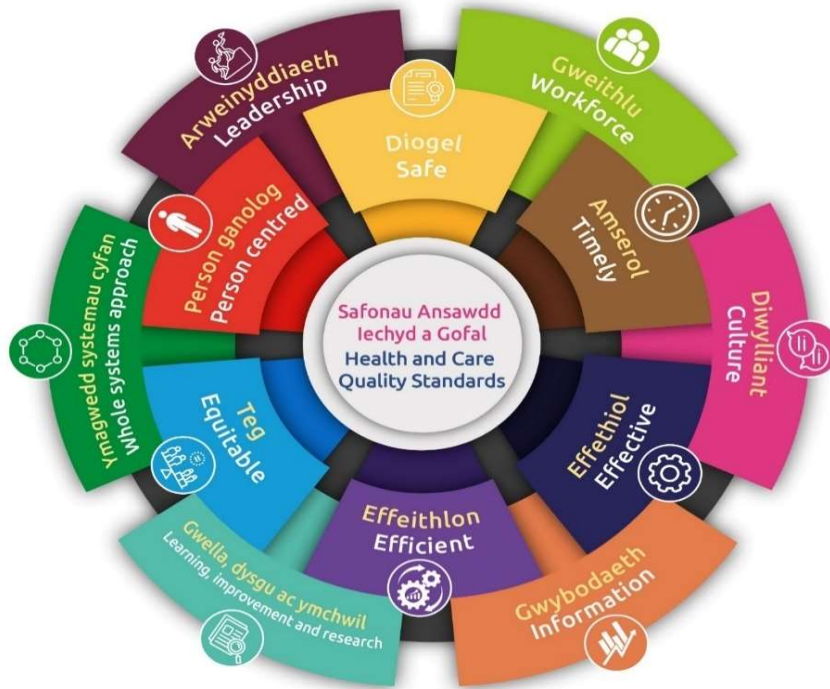 Safonau Ansawdd
Iechyd a Gofal
Health and Care
Quality Standards
Diogel
Safe
Amserol
Timely
Effethiol
Effective
Effeithlon
Efficient
Teg
Equitable
Person ganolog
Person centred
Arweinyddiaeth
Leadership
Gweithlu
Workforce
Diwylliant
Culture
Gwybodaeth
Information
Gwella, dysgu ac ymchwil
Learning, improvement and research
Ymagwedd systemau cyfan
Whole systems approach